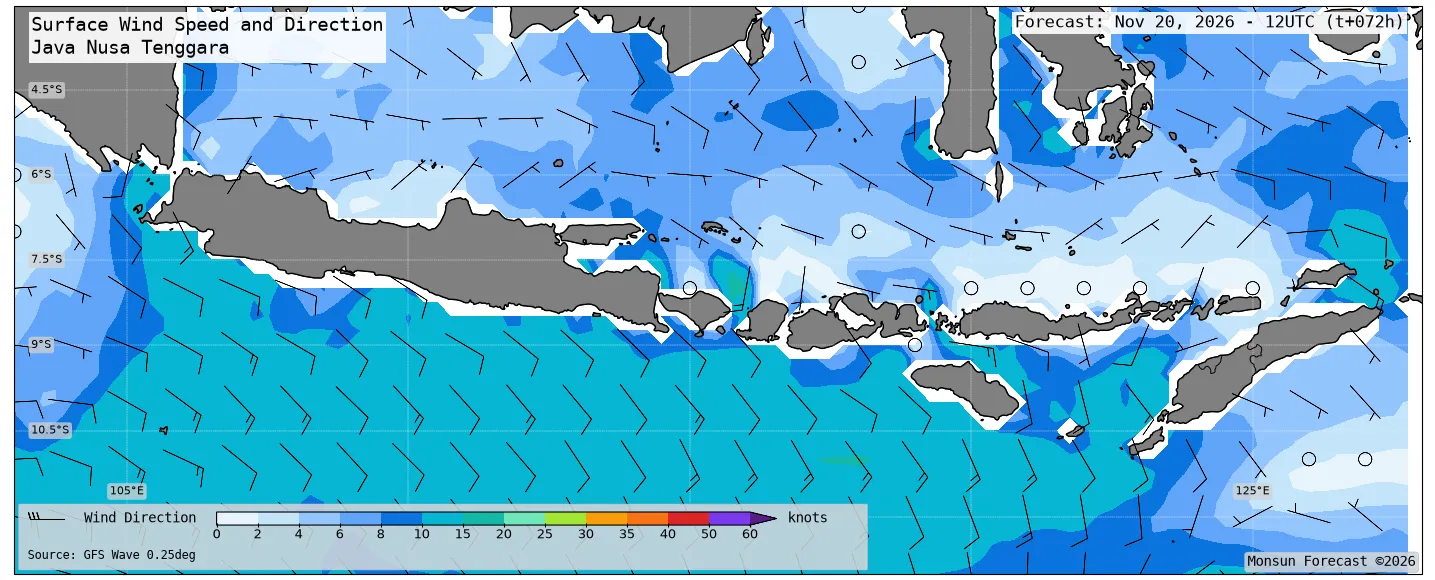 Surface Wind Speed and Direction
Java Nusa Tenggara
Forecast: Nov 20, 2026 - 12UTC (t+072h)
4.5°S
6°S
7.5°S
9°S
10.5°S
105°E
125°E
Wind Direction
0 2 4 6 8 10 15 20 25 30 35 40 50 60
knots
Source: GFS Wave 0.25deg
Monsun Forecast ©2026